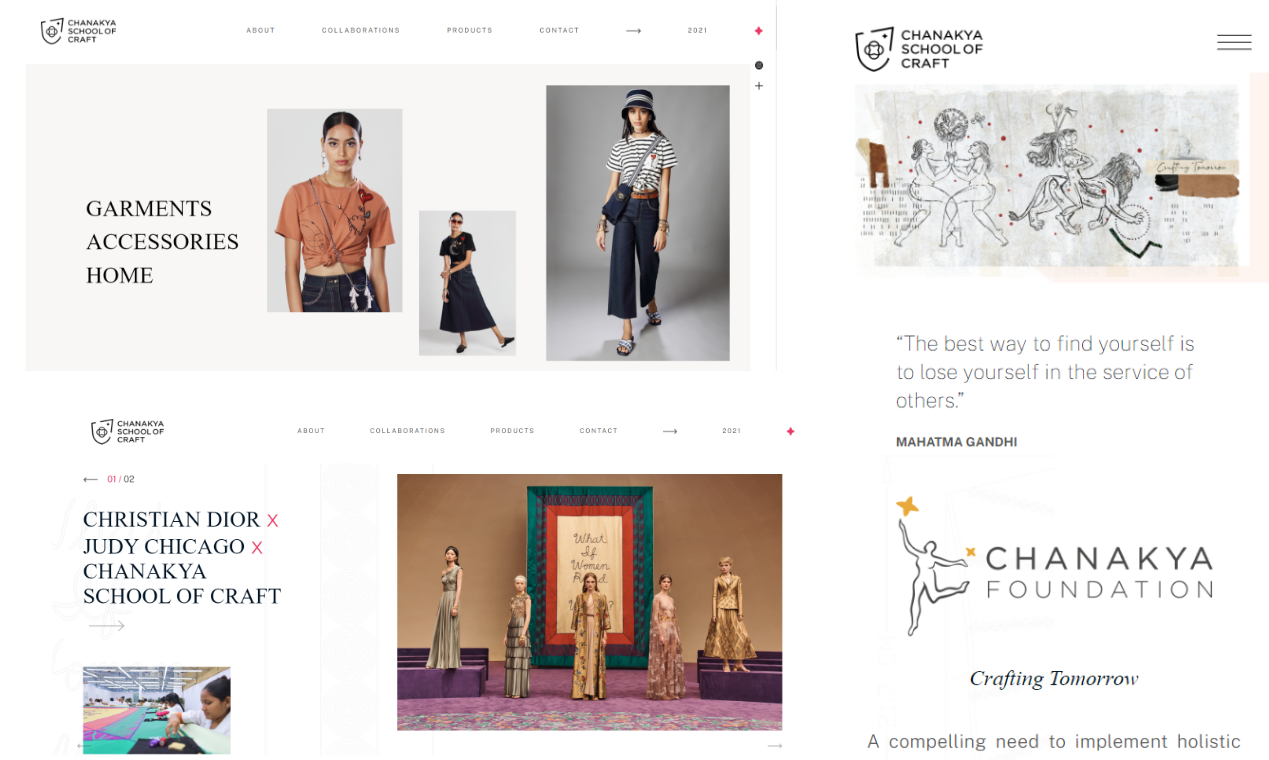 CHANAKYA
SCHOOL OF
CRAFT
ABOUT
COLLABORATIONS
PRODUCTS
CONTACT
2021
GARMENTS
ACCESSORIES
HOME
CHANAKYA
SCHOOL OF
CRAFT
ABOUT
COLLABORATIONS
PRODUCTS
CONTACT
2021
01 / 02
CHRISTIAN DIOR X
JUDY CHICAGO X
CHANAKYA
SCHOOL OF CRAFT
What
If
Women
CHANAKYA
SCHOOL OF
CRAFT
Crafting Tomorrow
“The best way to find yourself is
to lose yourself in the service of
others.”
MAHATMA GANDHI
CHANAKYA
FOUNDATION
Crafting Tomorrow
A compelling need to implement holistic